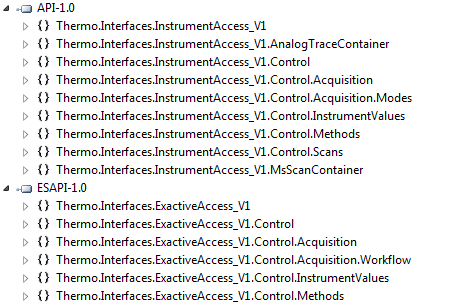 API-1.0
{} Thermo.Interfaces.InstrumentAccess_V1
{} Thermo.Interfaces.InstrumentAccess_V1.AnalogTraceContainer
{} Thermo.Interfaces.InstrumentAccess_V1.Control
{} Thermo.Interfaces.InstrumentAccess_V1.Control.Acquisition
{} Thermo.Interfaces.InstrumentAccess_V1.Control.Acquisition.Modes
{} Thermo.Interfaces.InstrumentAccess_V1.Control.InstrumentValues
{} Thermo.Interfaces.InstrumentAccess_V1.Control.Methods
{} Thermo.Interfaces.InstrumentAccess_V1.Control.Scans
{} Thermo.Interfaces.InstrumentAccess_V1.MsScanContainer
ESAPI-1.0
{} Thermo.Interfaces.ExactiveAccess_V1
{} Thermo.Interfaces.ExactiveAccess_V1.Control
{} Thermo.Interfaces.ExactiveAccess_V1.Control.Acquisition
{} Thermo.Interfaces.ExactiveAccess_V1.Control.Acquisition.Workflow
{} Thermo.Interfaces.ExactiveAccess_V1.Control.InstrumentValues
{} Thermo.Interfaces.ExactiveAccess_V1.Control.Methods